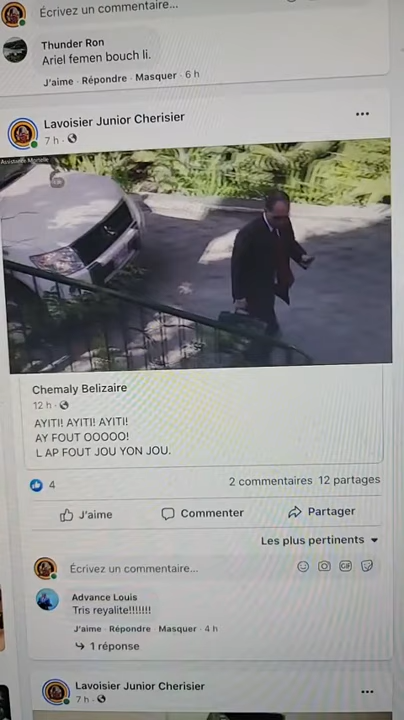 Écrivez un commentaire...
Thunder Ron
Ariel femen bouch li.
J'aime · Répondre · Masquer · 6 h
Lavoisier Junior Cherisier
7 h ·
Chemaly Belizaire
12 h ·
AYITI! AYITI! AYITI!
AY FOUT OOOOO!
L AP FOUT JOU YON JOU.
4
2 commentaires 12 partages
J'aime
Commenter
Partager
Les plus pertinents
Écrivez un commentaire...
GIF
Advance Louis
Tris reyalite!!!!!!!
J'aime · Répondre · Masquer · 4 h
1 réponse
Lavoisier Junior Cherisier
7 h ·